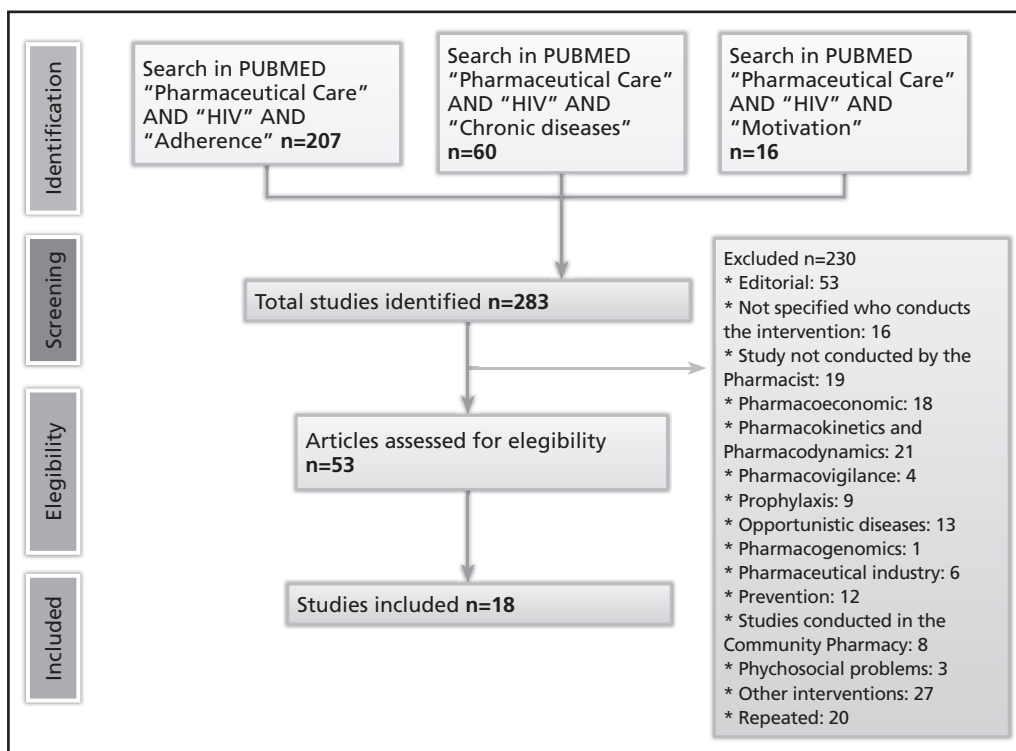 Identification
Search in PUBMED
“Pharmaceutical Care”
AND “HIV” AND
“Adherence” n=207
Search in PUBMED
“Pharmaceutical Care”
AND “HIV” AND
“Chronic diseases”
n=60
Search in PUBMED
“Pharmaceutical Care”
AND “HIV” AND
“Motivation”
n=16
Screening
Total studies identified n=283
Excluded n=230
* Editorial: 53
* Not specified who conducts
the intervention: 16
* Study not conducted by the
Pharmacist: 19
* Pharmacoeconomic: 18
* Pharmacokinetics and
Pharmacodynamics: 21
* Pharmacovigilance: 4
* Prophylaxis: 9
* Opportunistic diseases: 13
* Pharmacogenomics: 1
* Pharmaceutical industry: 6
* Prevention: 12
* Studies conducted in the
Community Pharmacy: 8
* Phychosocial problems: 3
* Other interventions: 27
* Repeated: 20
Elegibility
Articles assessed for elegibility
n=53
Included
Studies included n=18